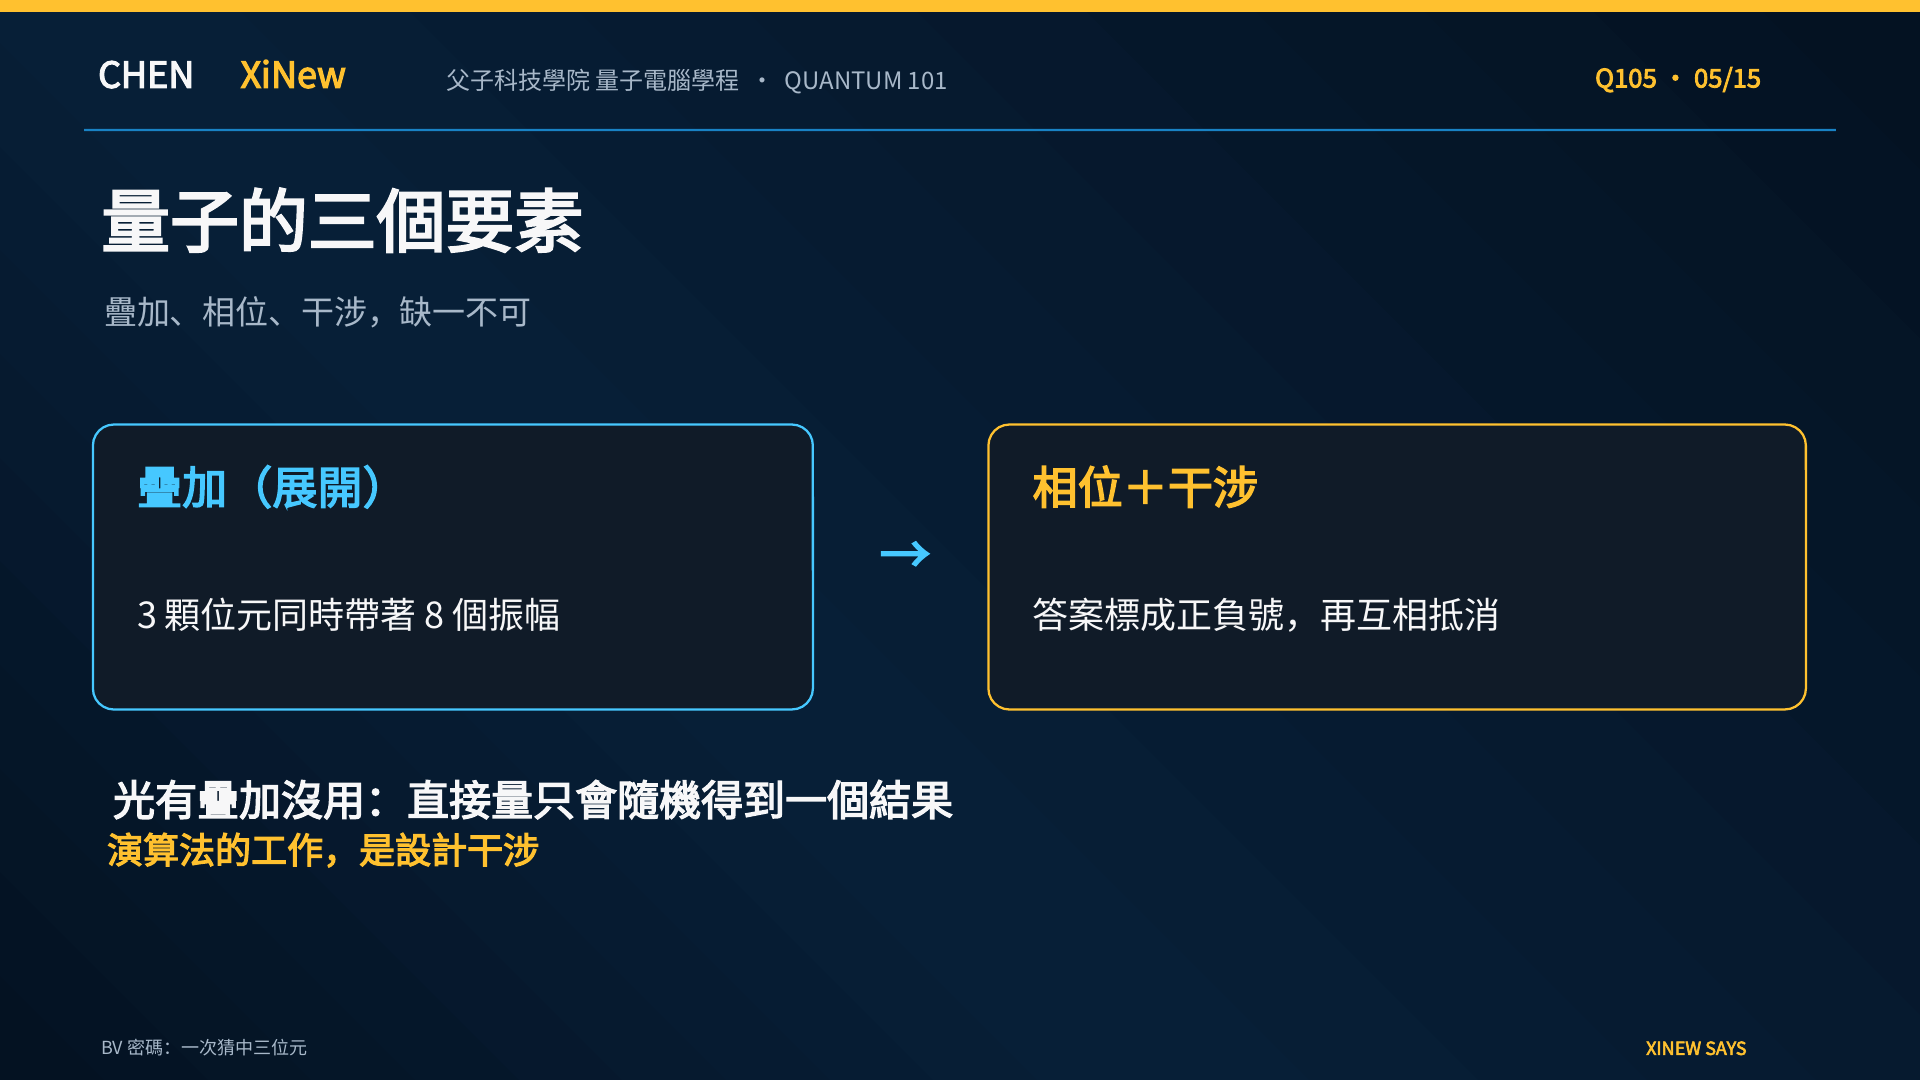 CHEN XiNew 父子科技學院 量子電腦學程 · QUANTUM 101 Q105 · 05/15
量子的三個要素
疊加、相位、干涉，缺一不可
疊加（展開）
3 顆位元同時帶著 8 個振幅
→
相位＋干涉
答案標成正負號，再互相抵消
光有疊加沒用：直接量只會隨機得到一個結果
演算法的工作，是設計干涉
BV 密碼：一次猜中三位元 XINEW SAYS